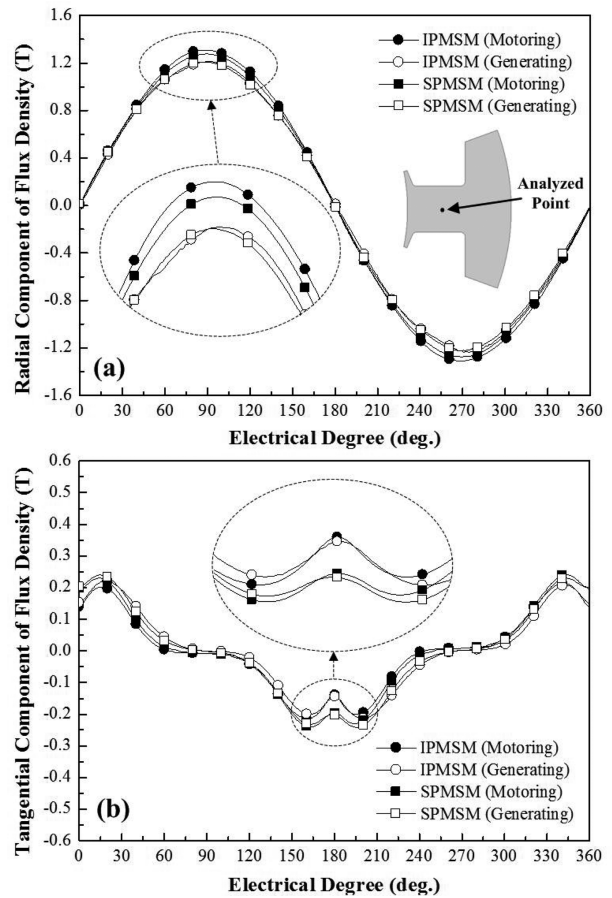 Radial Component of Flux Density (T)
1.6
1.2
0.8
0.4
0.0
-0.4
-0.8
-1.2
-1.6
IPMSM (Motoring)
IPMSM (Generating)
SPMSM (Motoring)
SPMSM (Generating)
Analyzed
Point
(a)
0 30 60 90 120 150 180 210 240 270 300 330 360
Electrical Degree (deg.)
Tangential Component of Flux Density (T)
0.6
0.5
0.4
0.3
0.2
0.1
0.0
-0.1
-0.2
-0.3
-0.4
-0.5
-0.6
IPMSM (Motoring)
IPMSM (Generating)
SPMSM (Motoring)
SPMSM (Generating)
(b)
0 30 60 90 120 150 180 210 240 270 300 330 360
Electrical Degree (deg.)